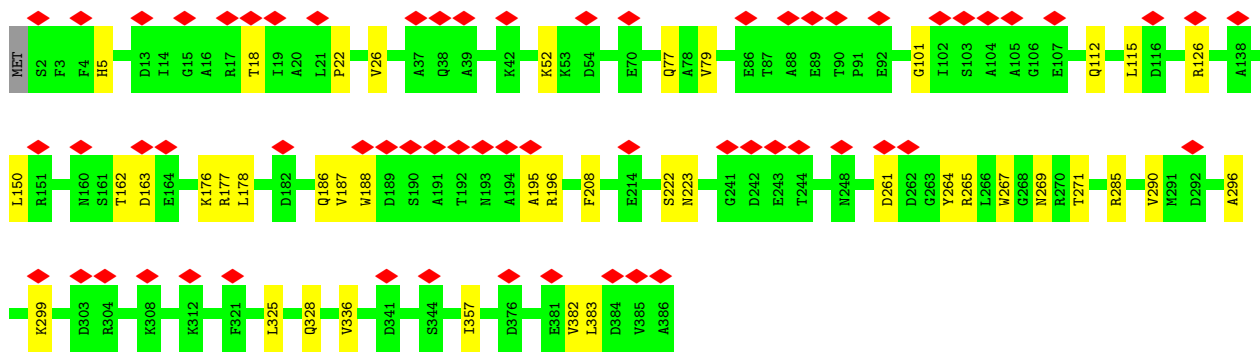 MET S2 F3 F4 H5 D13 I14 G15 A16 R17 T18 I19 A20 L21 P22 V26 A37 Q38 A39 K42 K52 K53 D54 E70 Q77 A78 V79 E86 T87 A88 E89 T90 P91 E92 G101 I102 S103 A104 A105 G106 E107 Q112 L115 D116 R126 A138
L150 R151 N160 S161 T162 D163 E164 K176 R177 L178 D182 Q186 V187 W188 D189 S190 A191 T192 N193 A194 A195 R196 F208 E214 S222 N223 G241 D242 E243 T244 N248 D261 D262 G263 Y264 R265 L266 W267 G268 N269 R270 T271 R285 V290 M291 D292 A296
K299 D303 R304 K308 K312 F321 L325 Q328 V336 D341 S344 I357 D376 E381 V382 L383 D384 V385 A386